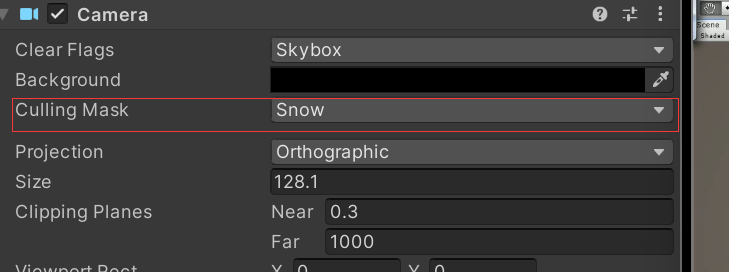 Camera
Scene
Shaded
Clear Flags Skybox
Background
Culling Mask Snow
Projection Orthographic
Size 128.1
Clipping Planes Near 0.3
Far 1000
Viewport Rect X 0 Y 0